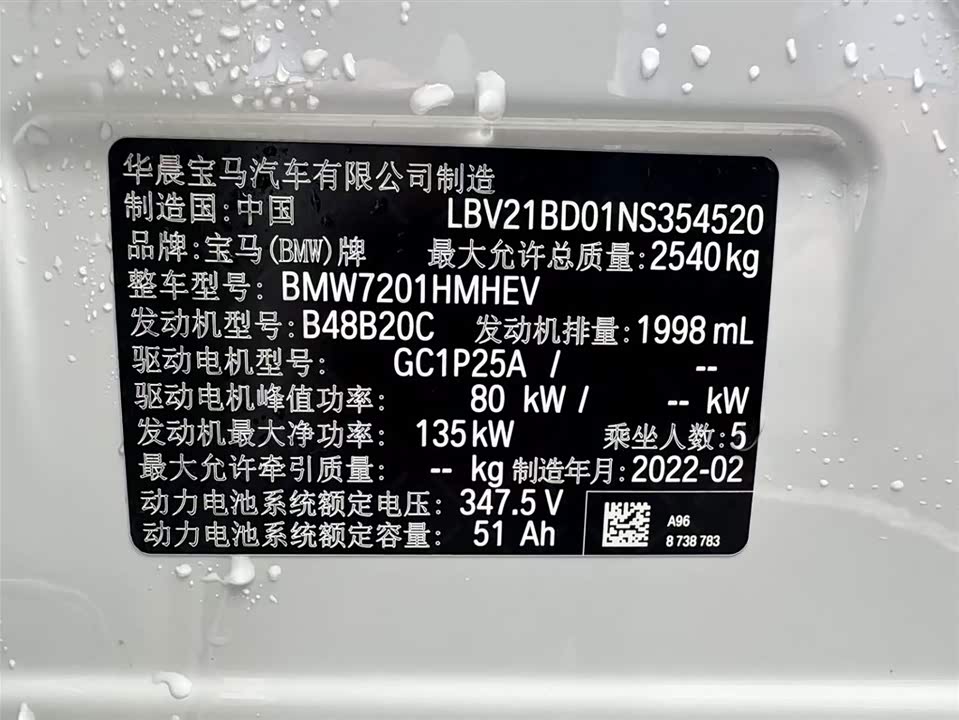 华晨宝马汽车有限公司制造
制造国:中国 LBV21BD01NS354520
品牌:宝马(BMW)牌 最大允许总质量:2540kg
整车型号: BMW7201HMHEV
发动机型号:B48B20C 发动机排量:1998 mL
驱动电机型号: GC1P25A / --
驱动电机峰值功率: 80 kW / -- kW
发动机最大净功率: 135kW 乘坐人数:5
最大允许牵引质量: -- kg 制造年月:2022-02
动力电池系统额定电压: 347.5 V
动力电池系统额定容量: 51 Ah
A96
8 738 783